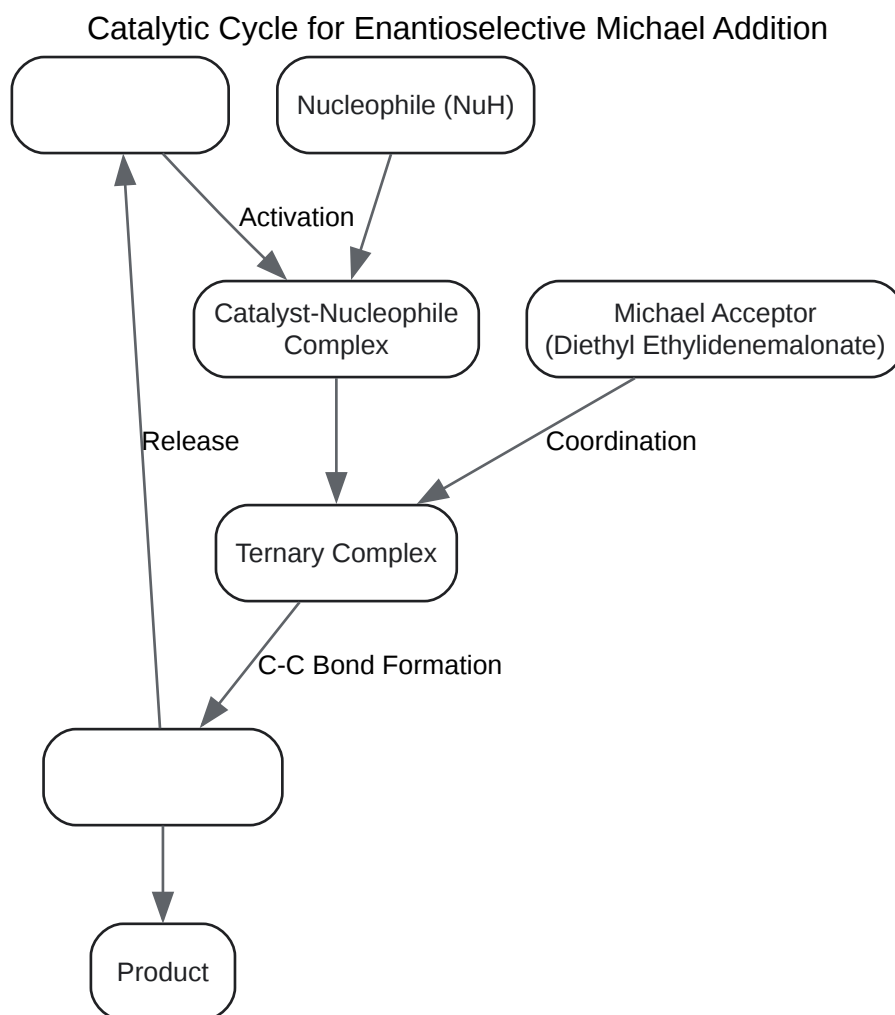 Catalytic Cycle for Enantioselective Michael Addition
Nucleophile (NuH)
Activation
Catalyst-Nucleophile
Complex
Michael Acceptor
(Diethyl Ethylidenemalonate)
Release
Coordination
Ternary Complex
C-C Bond Formation
Product